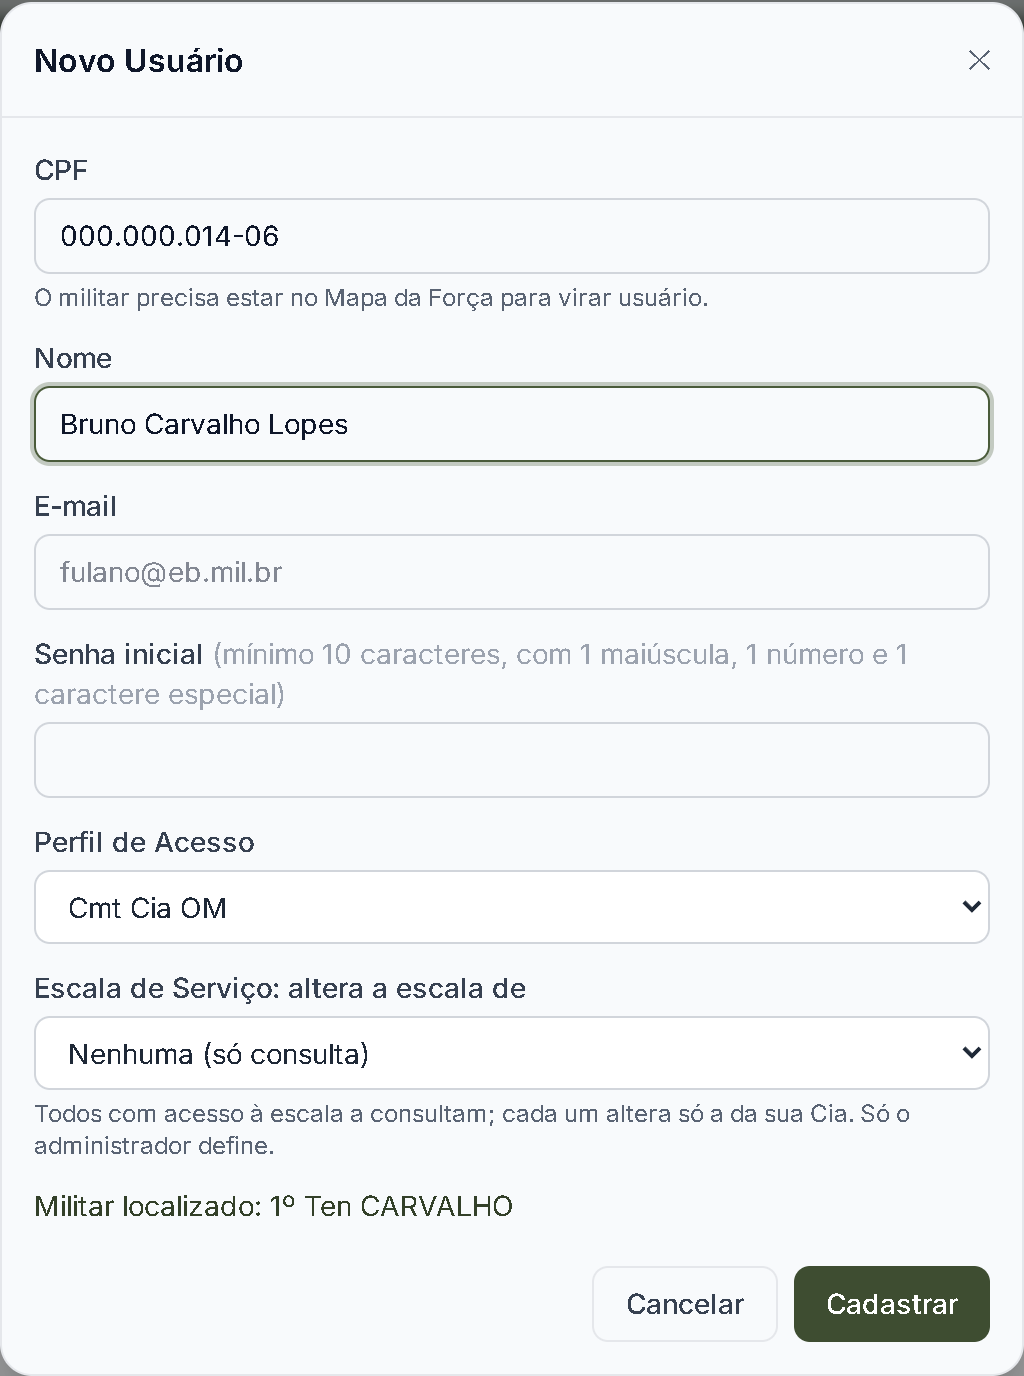 Novo Usuário
CPF
000.000.014-06
O militar precisa estar no Mapa da Força para virar usuário.
Nome
Bruno Carvalho Lopes
E-mail
fulano@eb.mil.br
Senha inicial (mínimo 10 caracteres, com 1 maiúscula, 1 número e 1
caractere especial)
Perfil de Acesso
Cmt Cia OM
Escala de Serviço: altera a escala de
Nenhuma (só consulta)
Todos com acesso à escala a consultam; cada um altera só a da sua Cia. Só o
administrador define.
Militar localizado: 1º Ten CARVALHO
Cancelar
Cadastrar